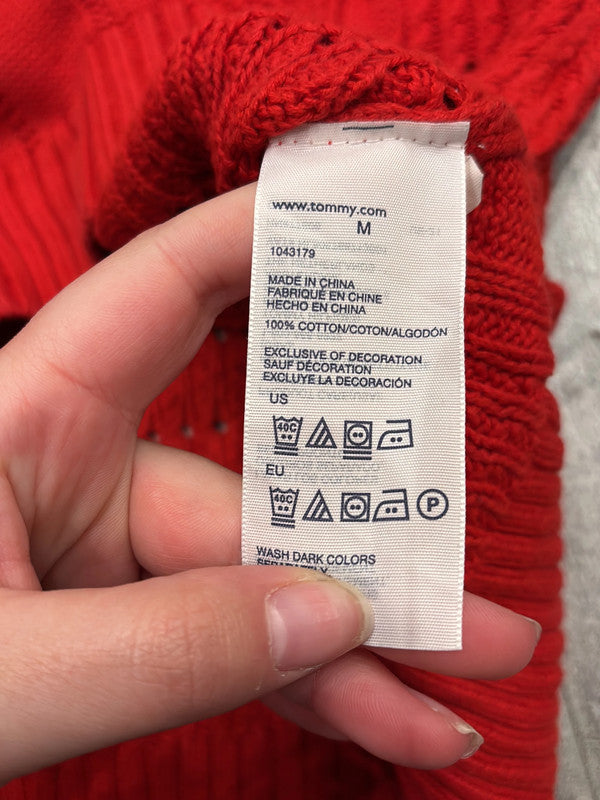 www.tommy.com
M
1043179
MADE IN CHINA
FABRIQUÉ EN CHINE
HECHO EN CHINA
100% COTTON/COTON/ALGODÓN
EXCLUSIVE OF DECORATION
SAUF DÉCORATION
EXCLUYE LA DECORACIÓN
US
40C
EU
40C P
WASH DARK COLORS